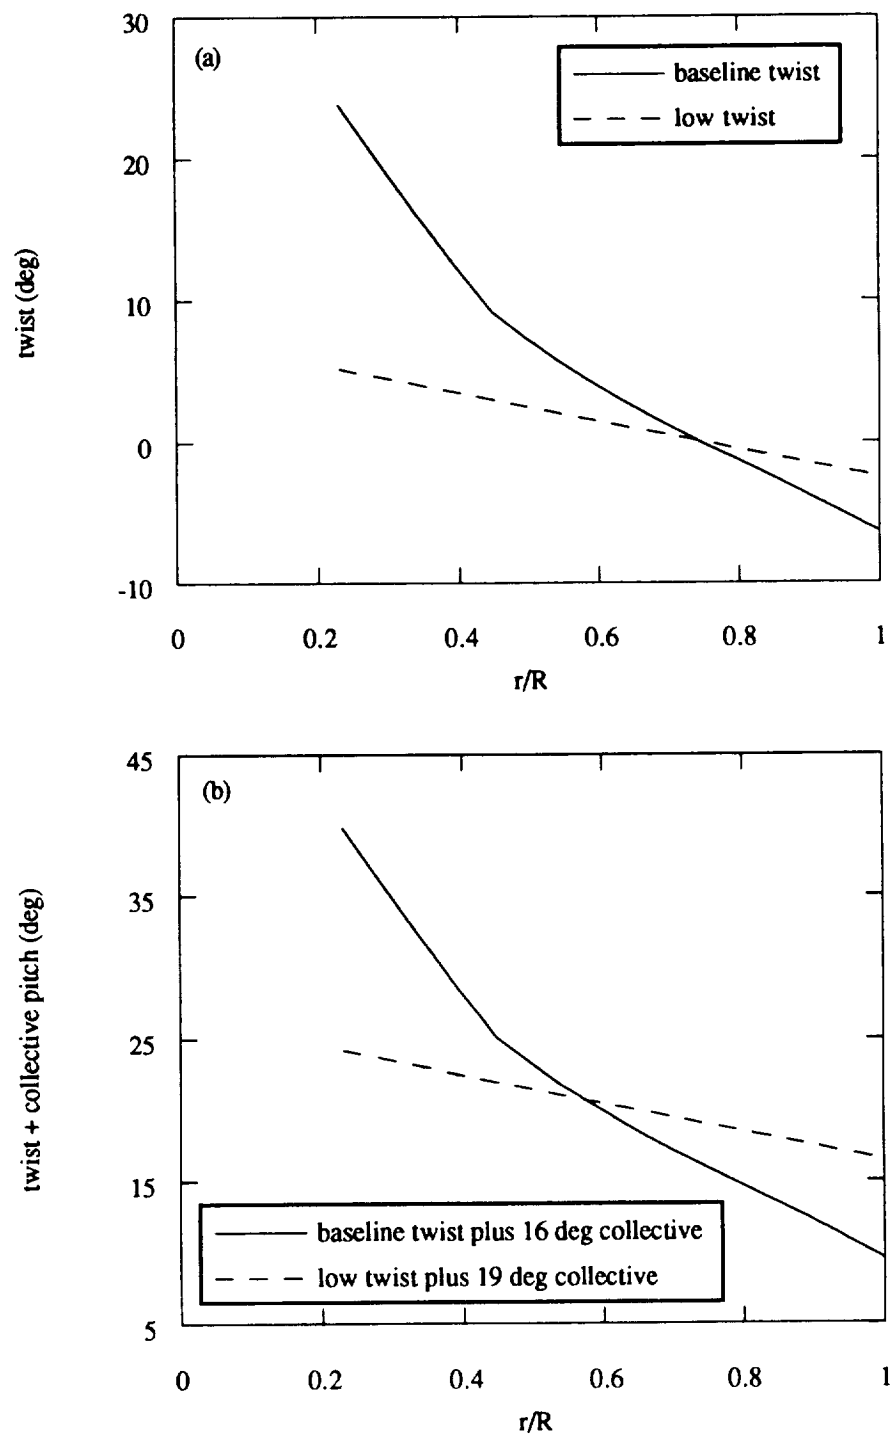 30
(a)
baseline twist
low twist
20
twist (deg)
10
0
-10
0 0.2 0.4 0.6 0.8 1
r/R
45
(b)
35
twist + collective pitch (deg)
25
15
baseline twist plus 16 deg collective
low twist plus 19 deg collective
5
0 0.2 0.4 0.6 0.8 1
r/R